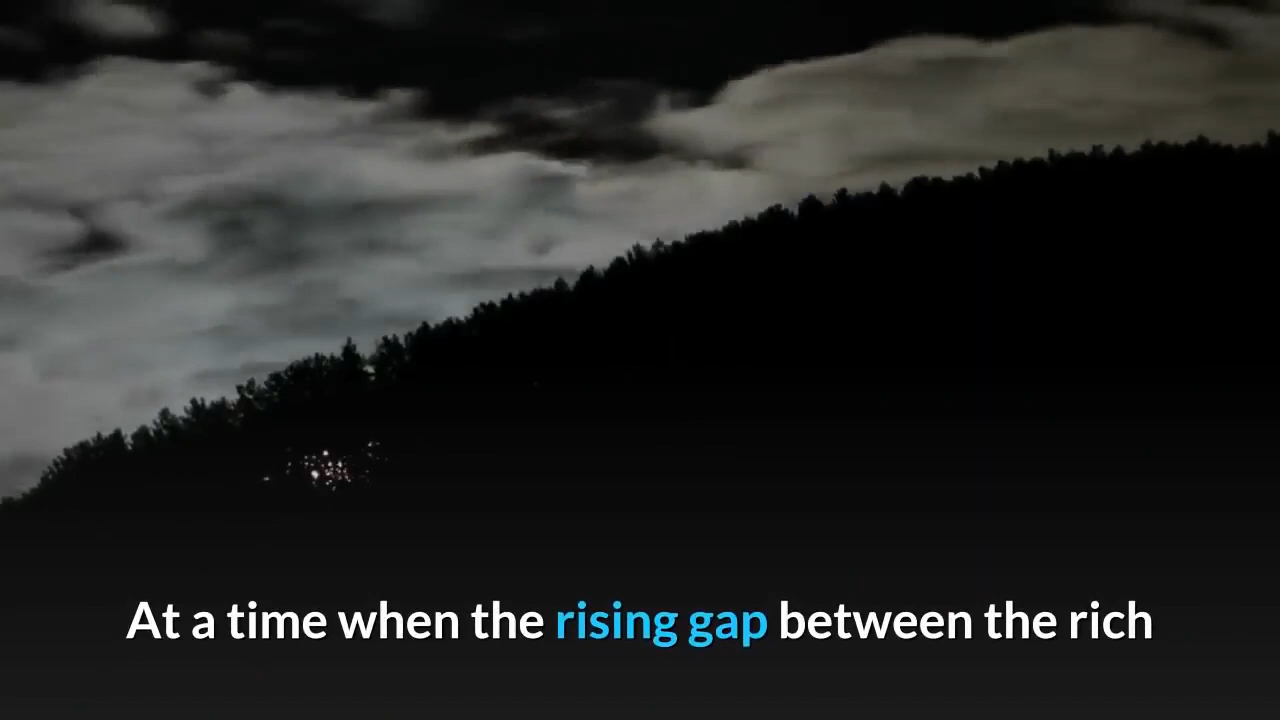 At a time when the rising gap between the rich